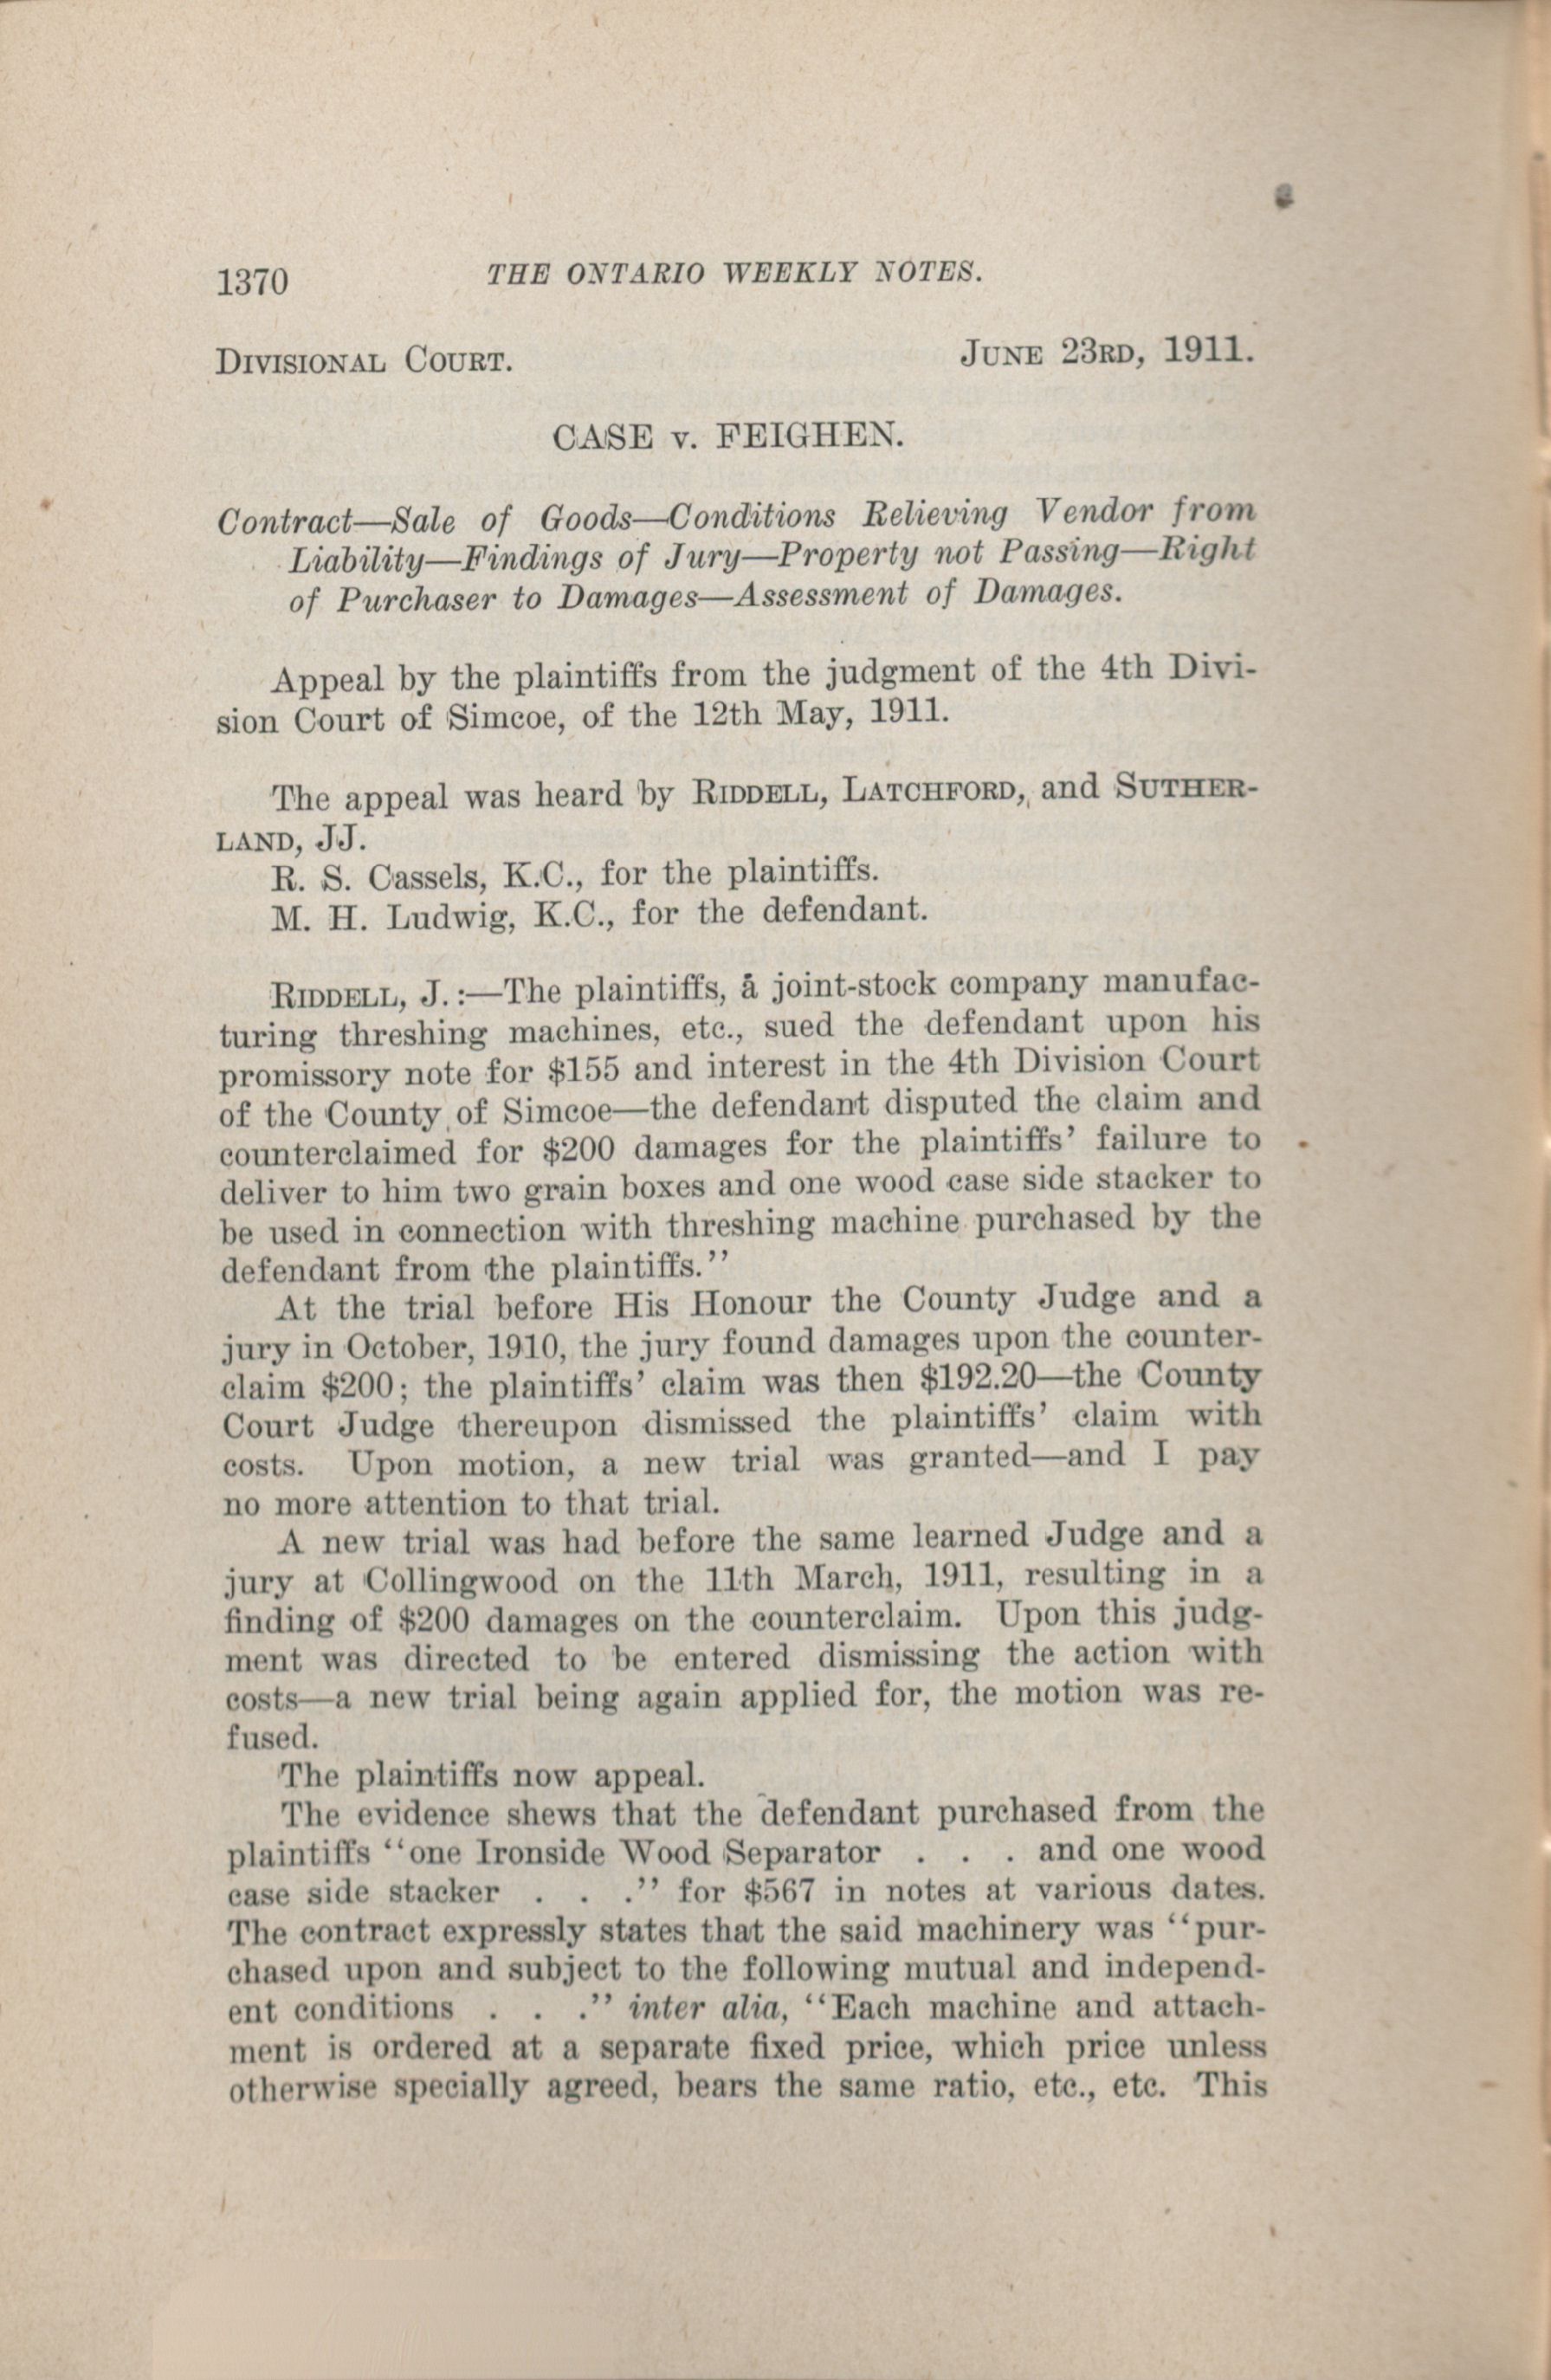 1370 THE ONTARIO WEEKLY NOTES.
DIVISIONAL COURT. JUNE 23RD, 1911.
CASE v. FEIGHEN.
Contract—Sale of Goods—Conditions Relieving Vendor from
Liability—Findings of Jury—Property not Passing—Right
of Purchaser to Damages—Assessment of Damages.
Appeal by the plaintiffs from the judgment of the 4th Divi-
sion Court of Simcoe, of the 12th May, 1911.
The appeal was heard by RIDDELL, LATCHFORD, and SUTHER-
LAND, JJ.
R. S. Cassels, K.C., for the plaintiffs.
M. H. Ludwig, K.C., for the defendant.
RIDDELL, J.:—The plaintiffs, a joint-stock company manufac-
turing threshing machines, etc., sued the defendant upon his
promissory note for $155 and interest in the 4th Division Court
of the County of Simcoe—the defendant disputed the claim and
counterclaimed for $200 damages for the plaintiffs' failure to
deliver to him two grain boxes and one wood case side stacker to
be used in connection with threshing machine purchased by the
defendant from the plaintiffs.''
At the trial before His Honour the County Judge and a
jury in October, 1910, the jury found damages upon the counter-
claim $200; the plaintiffs' claim was then $192.20—the County
Court Judge thereupon dismissed the plaintiffs' claim with
costs. Upon motion, a new trial was granted—and I pay
no more attention to that trial.
A new trial was had before the same learned Judge and a
jury at Collingwood on the 11th March, 1911, resulting in a
finding of $200 damages on the counterclaim. Upon this judg-
ment was directed to be entered dismissing the action with
costs—a new trial being again applied for, the motion was re-
fused.
The plaintiffs now appeal.
The evidence shews that the defendant purchased from the
plaintiffs ''one Ironside Wood Separator . . . and one wood
case side stacker . . .'' for $567 in notes at various dates.
The contract expressly states that the said machinery was ''pur-
chased upon and subject to the following mutual and independ-
ent conditions . . .'' inter alia, ''Each machine and attach-
ment is ordered at a separate fixed price, which price unless
otherwise specially agreed, bears the same ratio, etc., etc. This